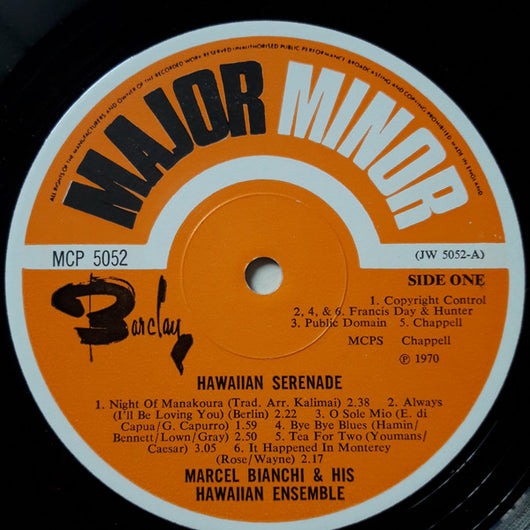 ALL RIGHTS OF THE MANUFACTURERS AND OWNER OF THE RECORDED WORK RESERVED. UNAUTHORISED PUBLIC PERFORMANCE, BROADCASTING AND COPYING PROHIBITED. MADE IN ENGLAND
MAJOR MINOR
MCP 5052
(JW 5052-A)
SIDE ONE
1. Copyright Control
2, 4, & 6. Francis Day & Hunter
3. Public Domain 5. Chappell
MCPS Chappell
Ⓟ 1970
Barclay
HAWAIIAN SERENADE
1. Night Of Manakoura (Trad. Arr. Kalimai) 2.38 2. Always
(I'll Be Loving You) (Berlin) 2.22 3. O Sole Mio (E. di
Capua/G. Capurro) 1.59 4. Bye Bye Blues (Hamin/
Bennett/Lown/Gray) 2.50 5. Tea For Two (Youmans/
Caesar) 3.05 6. It Happened In Monterey
(Rose/Wayne) 2.17
MARCEL BIANCHI & HIS
HAWAIIAN ENSEMBLE